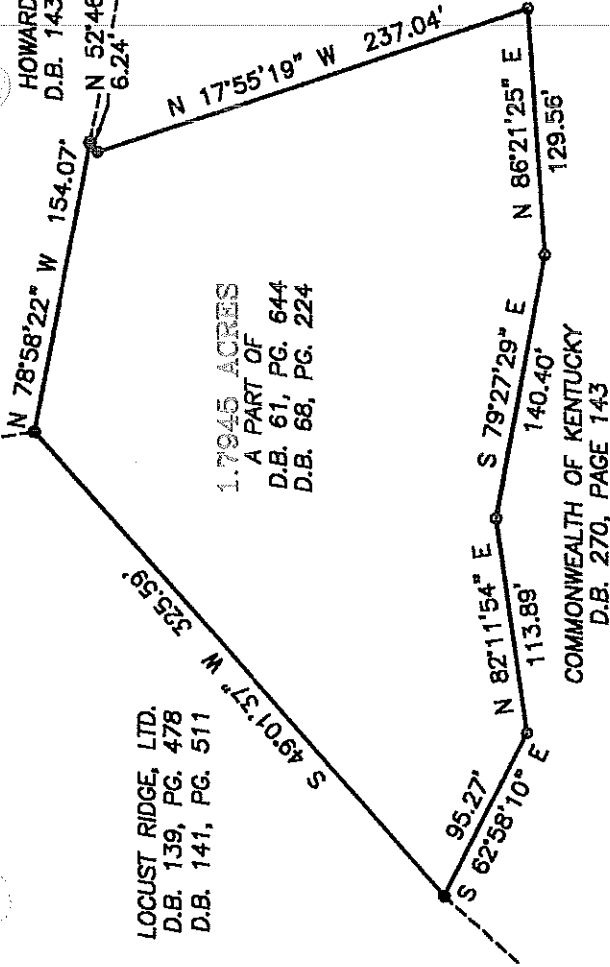 HOWARD
D.B. 143
N 52°46
6.24'
N 78°58'22" W 154.07'
N 17°55'19" W 237.04'
1.7945 ACRES
A PART OF
D.B. 61, PG. 644
D.B. 68, PG. 224
S 49°01'37" W 325.59'
LOCUST RIDGE, LTD.
D.B. 139, PG. 478
D.B. 141, PG. 511
N 86°21'25" E
129.56'
S 79°27'29" E
140.40'
N 82°11'54" E
113.89'
95.27'
S 62°58'10" E
COMMONWEALTH OF KENTUCKY
D.B. 270, PAGE 143